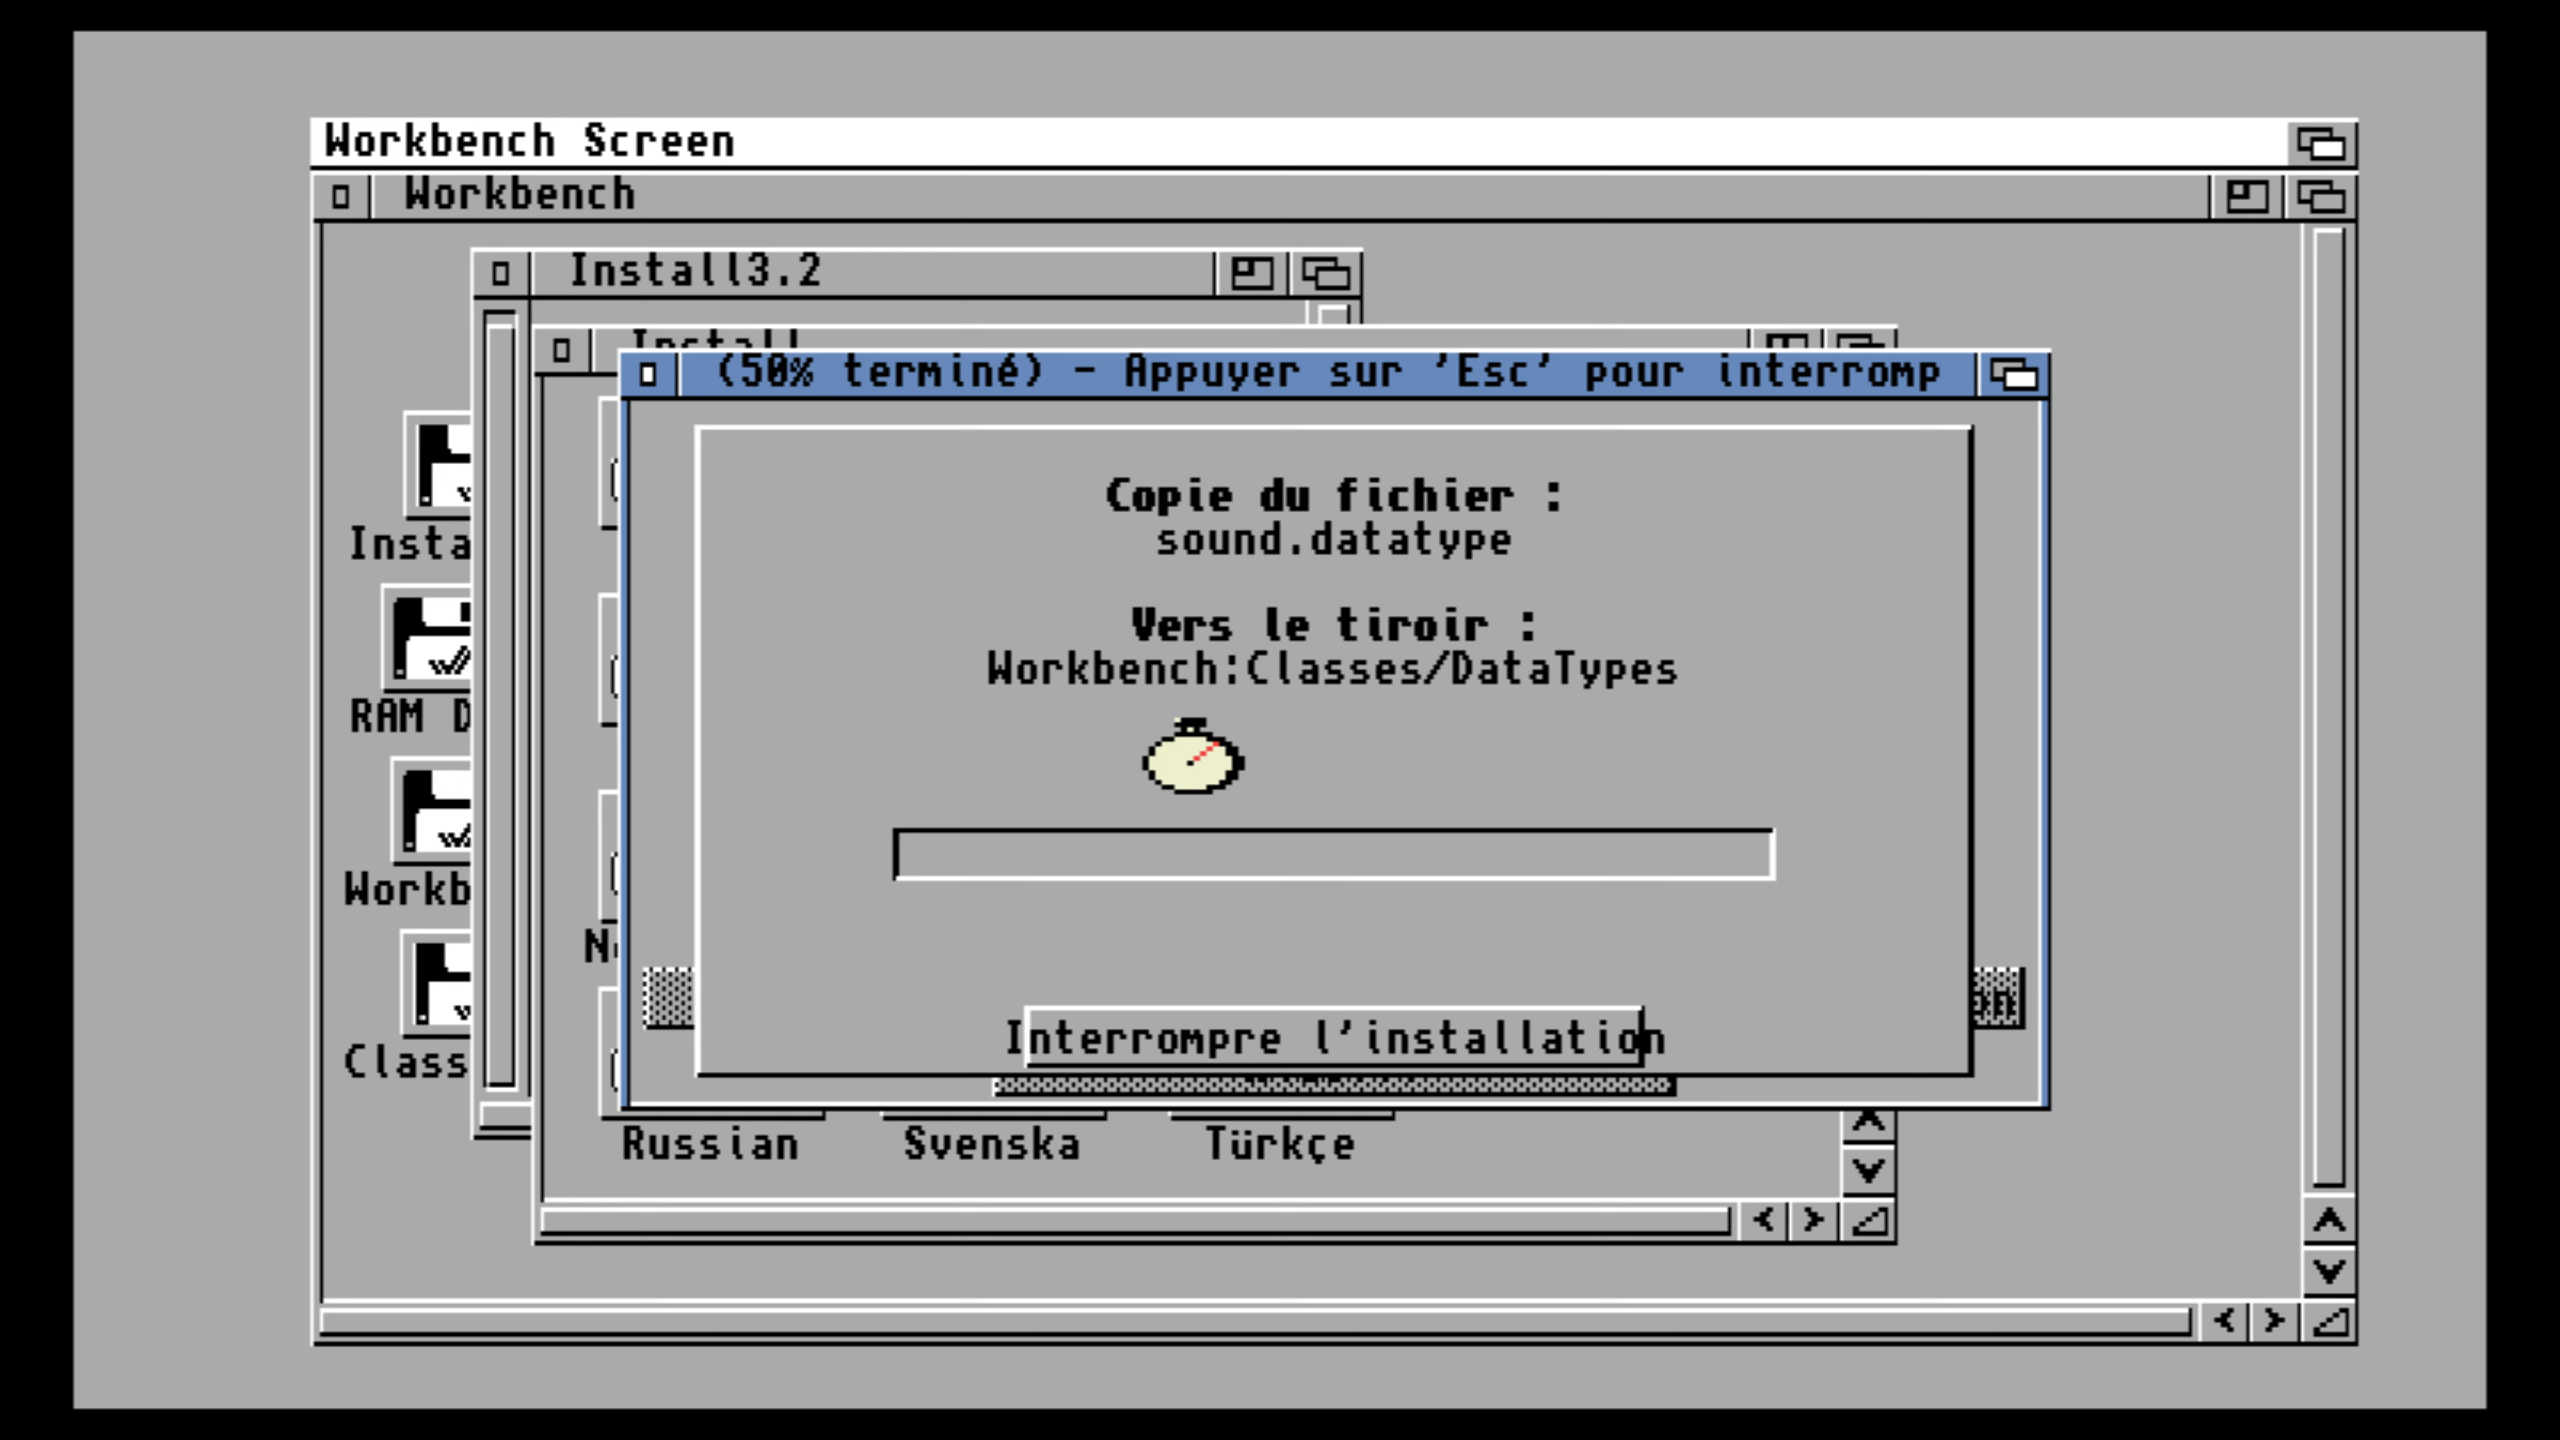 Workbench Screen
Workbench
Install3.2
Install
(50% terminé) - Appuyer sur 'Esc' pour interromp
Copie du fichier :
sound.datatype
Vers le tiroir :
Workbench:Classes/DataTypes
Interrompre l'installation
Insta
RAM D
Workb
Class
Russian
Svenska
Türkçe